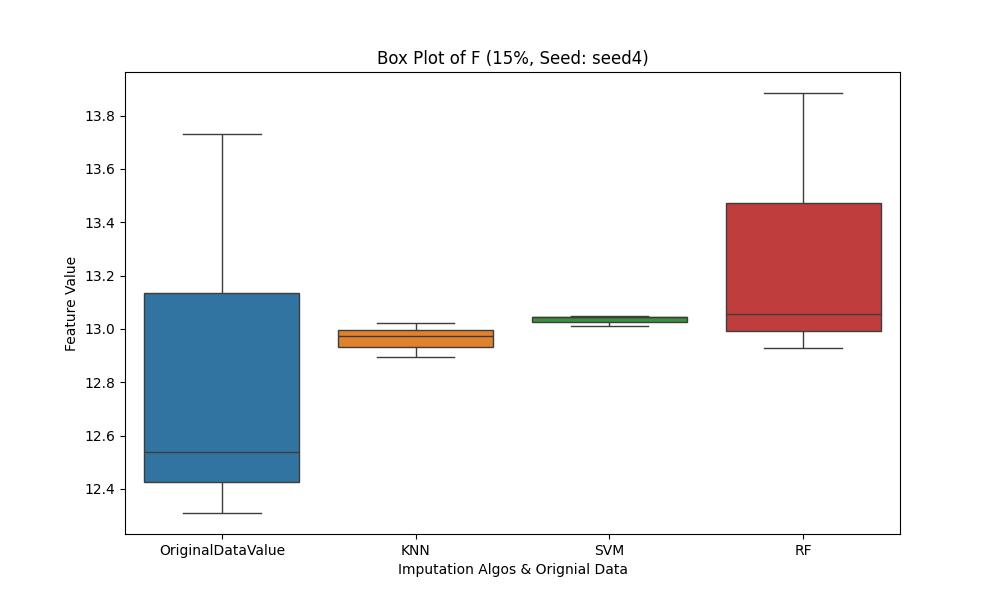 Box Plot of F (15%, Seed: seed4)
Feature Value
13.8
13.6
13.4
13.2
13.0
12.8
12.6
12.4
OriginalDataValue
KNN
SVM
RF
Imputation Algos & Orignial Data